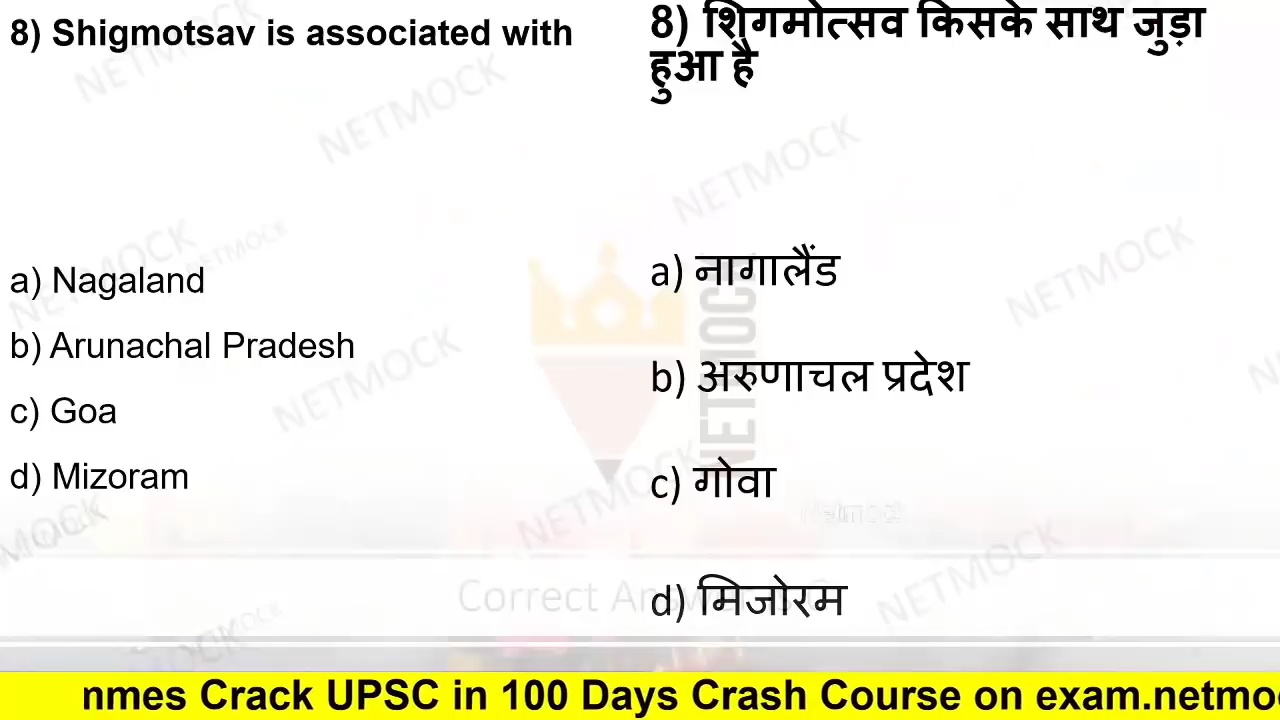 8) Shigmotsav is associated with
a) Nagaland
b) Arunachal Pradesh
c) Goa
d) Mizoram
8) शिगमोत्सव किसके साथ जुड़ा
हुआ है
a) नागालैंड
b) अरुणाचल प्रदेश
c) गोवा
d) मिजोरम
NETMOCK
Correct
nmes Crack UPSC in 100 Days Crash Course on exam.netmo